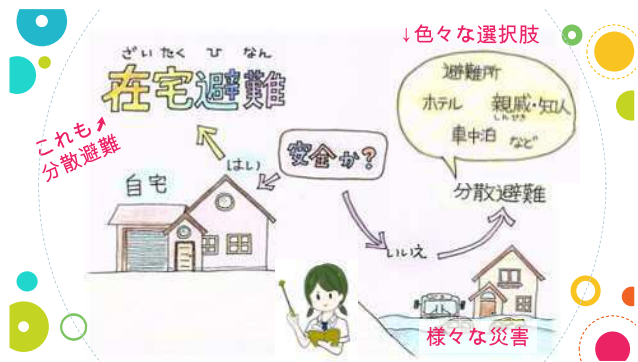 ↓色々な選択肢
ざいたく ひ なん
在宅避難
避難所
ホテル 親戚・知人
しんせき
車中泊 など
これも↗
分散避難
安全か?
はい
自宅
分散避難
いいえ
様々な災害